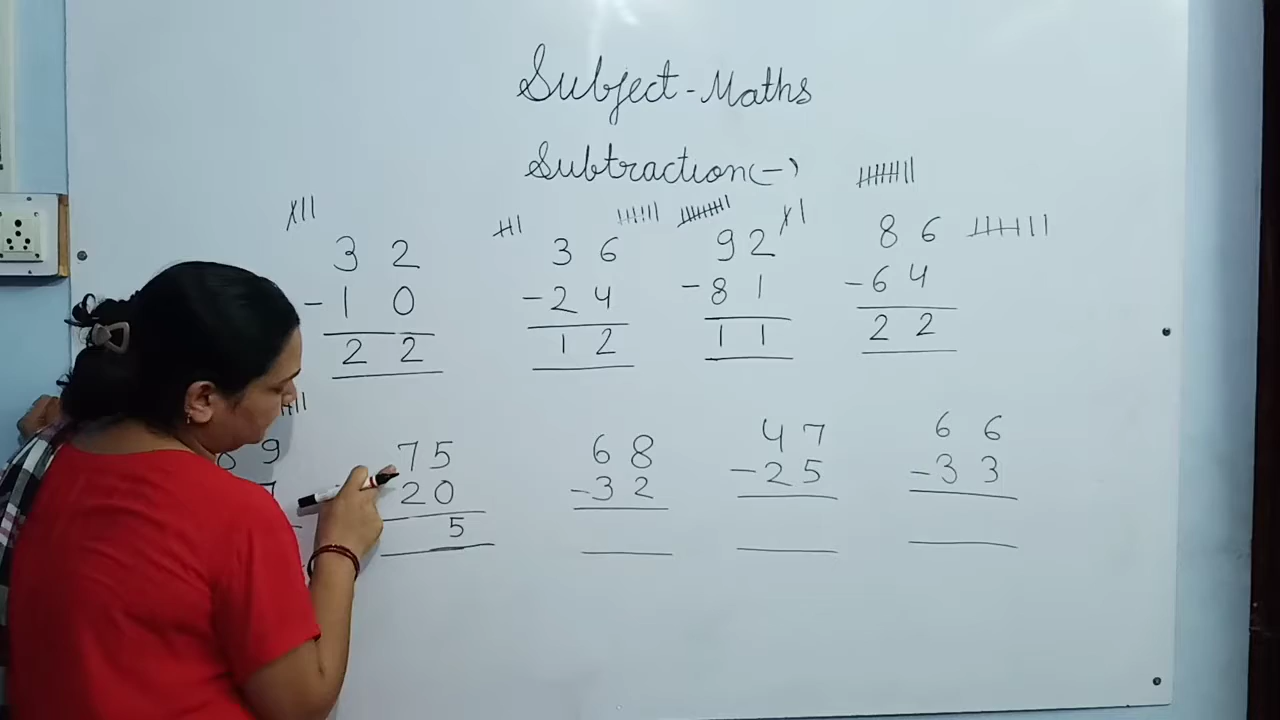 Subject - Maths
Subtraction (-)
3 2 3 6 9 2 8 6
- 1 0 - 2 4 - 8 1 - 6 4
2 2 1 2 1 1 2 2
9 7 5 6 8 4 7 6 6
2 0 - 3 2 - 2 5 - 3 3
5